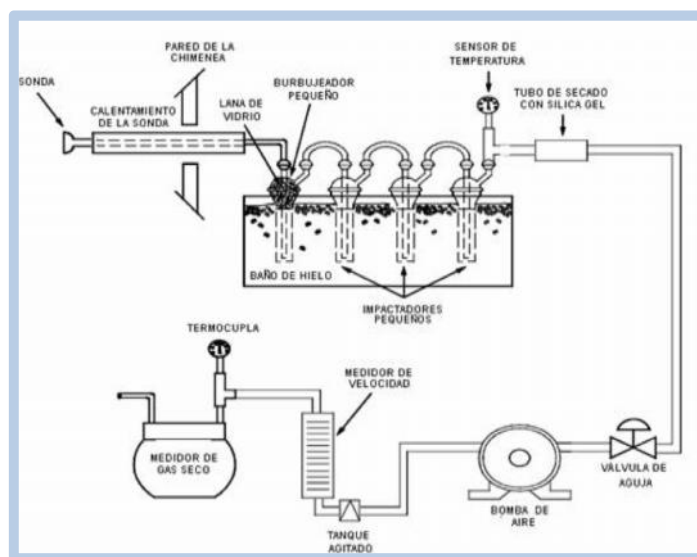 PARED DE LA
CHIMENEA
SONDA
CALENTAMIENTO
DE LA SONDA
LANA DE
VIDRIO
BURBUJEADOR
PEQUEÑO
SENSOR DE
TEMPERATURA
TUBO DE SECADO
CON SILICA GEL
BAÑO DE HIELO
IMPACTADORES
PEQUEÑOS
TERMOCUPLA
MEDIDOR DE
VELOCIDAD
MEDIDOR DE
GAS SECO
TANQUE
AGITADO
BOMBA DE
AIRE
VÁLVULA DE
AGUJA